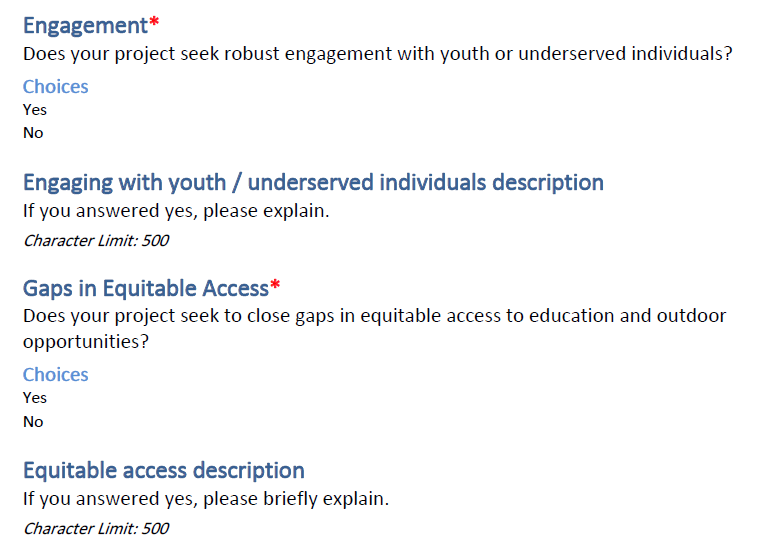 Engagement*
Does your project seek robust engagement with youth or underserved individuals?
Choices
Yes
No
Engaging with youth / underserved individuals description
If you answered yes, please explain.
Character Limit: 500
Gaps in Equitable Access*
Does your project seek to close gaps in equitable access to education and outdoor
opportunities?
Choices
Yes
No
Equitable access description
If you answered yes, please briefly explain.
Character Limit: 500